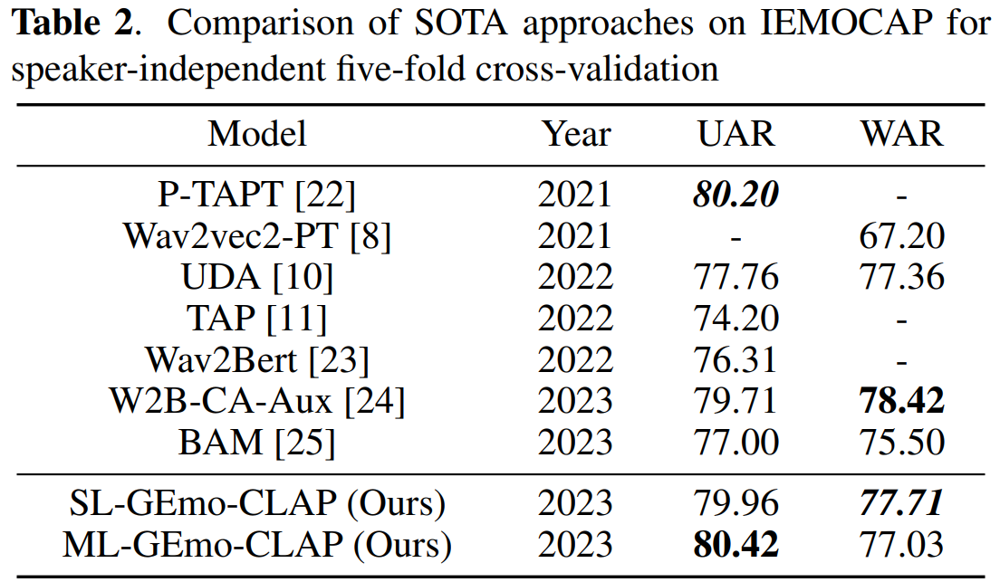 Table 2. Comparison of SOTA approaches on IEMOCAP for
speaker-independent five-fold cross-validation
Model Year UAR WAR
P-TAPT [22] 2021 80.20 -
Wav2vec2-PT [8] 2021 - 67.20
UDA [10] 2022 77.76 77.36
TAP [11] 2022 74.20 -
Wav2Bert [23] 2022 76.31 -
W2B-CA-Aux [24] 2023 79.71 78.42
BAM [25] 2023 77.00 75.50
SL-GEmo-CLAP (Ours) 2023 79.96 77.71
ML-GEmo-CLAP (Ours) 2023 80.42 77.03